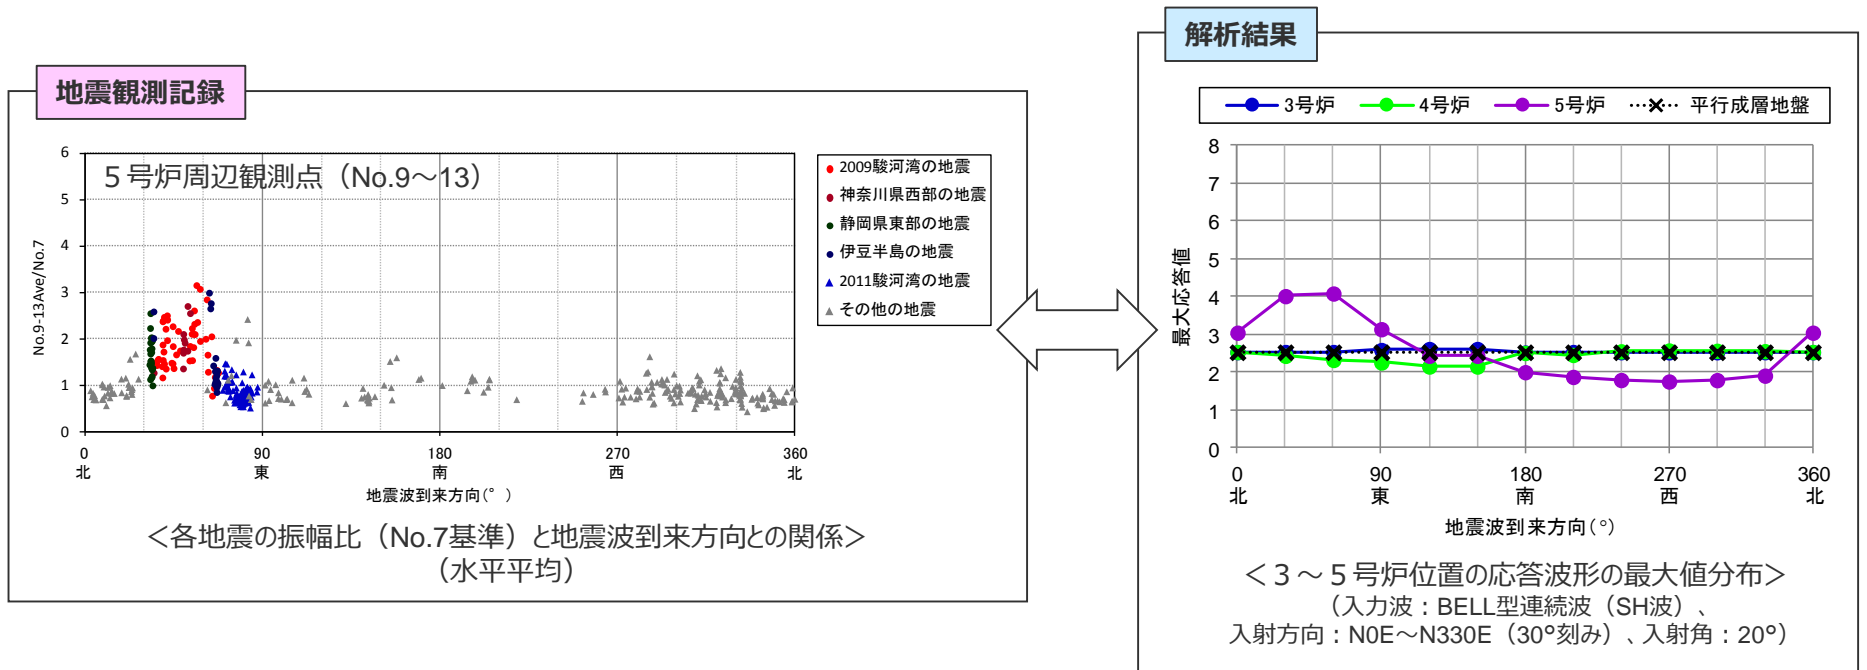 地震観測記録
5号炉周辺観測点（No.9～13）
No.9-13Ave/No.7
6
5
4
3
2
1
0
0 90 180 270 360
北 東 南 西 北
地震波到来方向(°)
2009駿河湾の地震
神奈川県西部の地震
静岡県東部の地震
伊豆半島の地震
2011駿河湾の地震
その他の地震
＜各地震の振幅比（No.7基準）と地震波到来方向との関係＞
（水平平均）
解析結果
3号炉 4号炉 5号炉 平行成層地盤
最大応答値
8
7
6
5
4
3
2
1
0
0 90 180 270 360
北 東 南 西 北
地震波到来方向(°)
＜３～５号炉位置の応答波形の最大値分布＞
（入力波：BELL型連続波（SH波）、
入射方向：N0E～N330E（30°刻み）、入射角：20°）